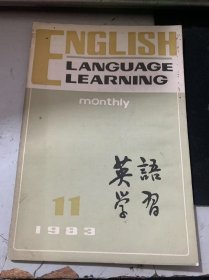 ENGLISH
LANGUAGE
LEARNING
monthly
英語
学習
11
1983